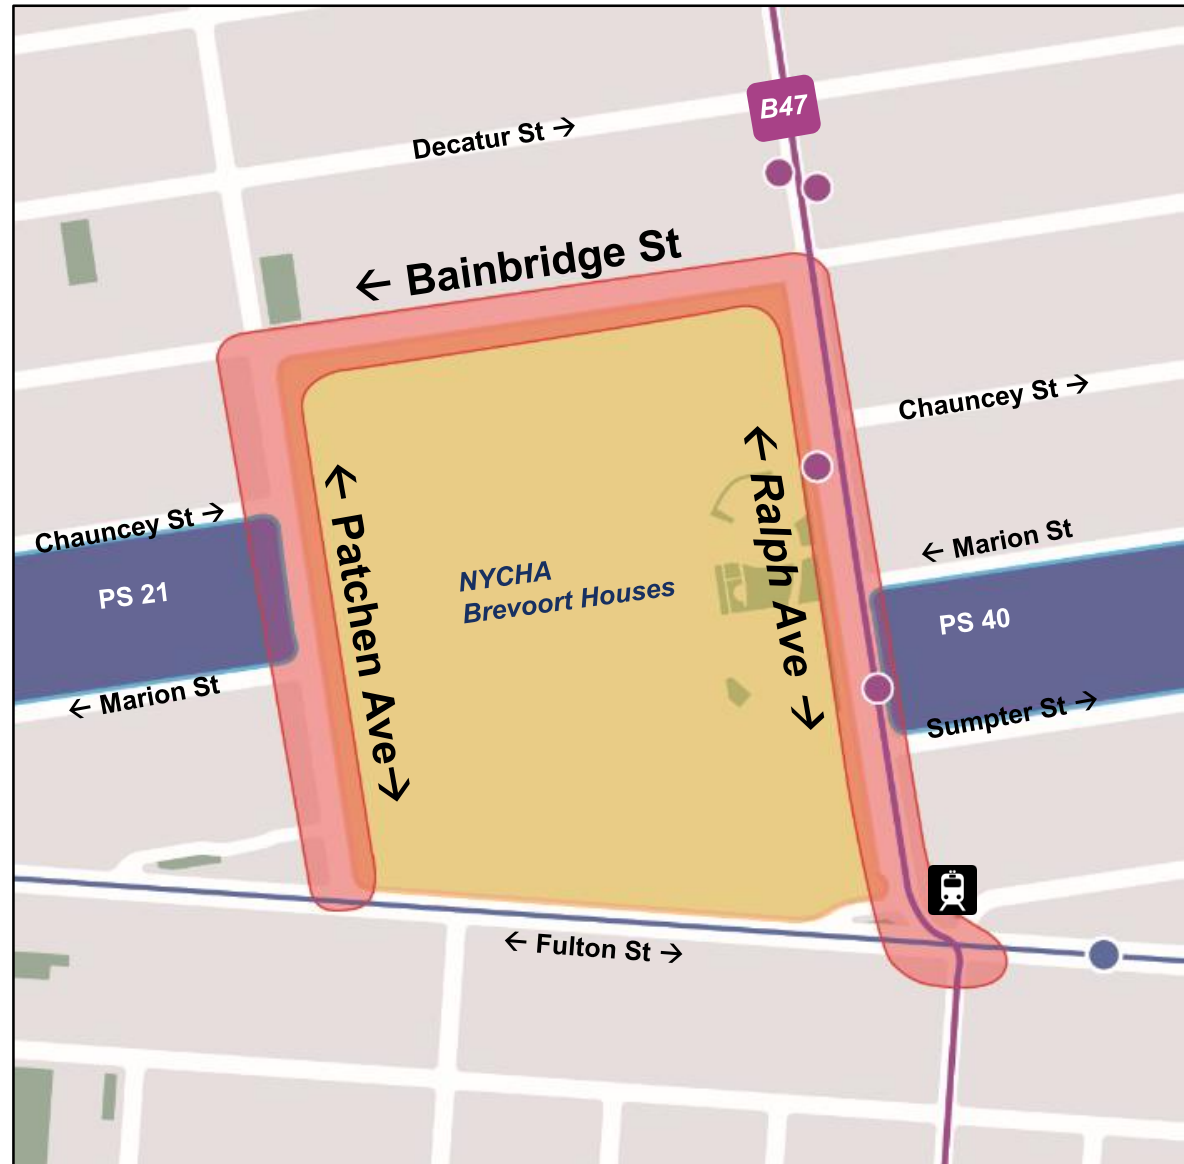 B47
Decatur St →
← Bainbridge St
Chauncey St →
← Ralph Ave →
← Patchen Ave→
Chauncey St →
← Marion St
PS 21
NYCHA
Brevoort Houses
PS 40
← Marion St
Sumpter St →
← Fulton St →